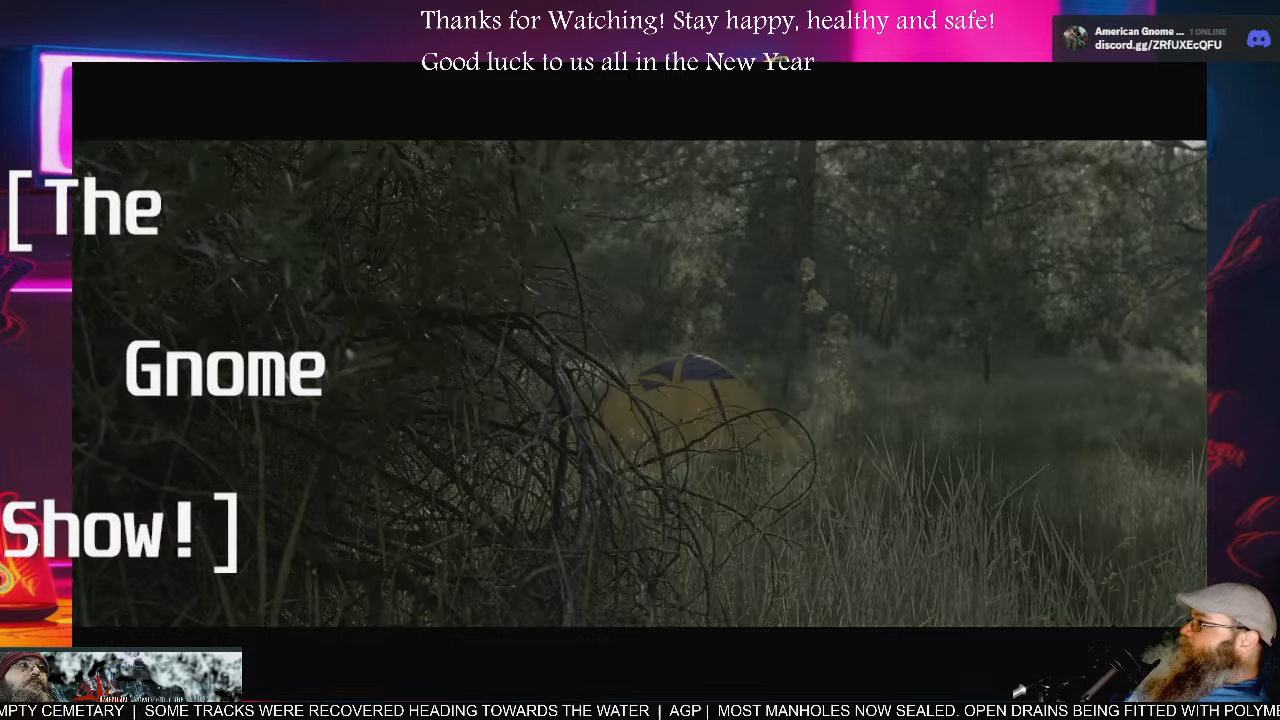 Thanks for Watching! Stay happy, healthy and safe!
Good luck to us all in the New Year
American Gnome ... 1 ONLINE
discord.gg/ZRfUXEcQFU
[The
Gnome
Show!]
MPTY CEMETARY | SOME TRACKS WERE RECOVERED HEADING TOWARDS THE WATER | AGP | MOST MANHOLES NOW SEALED. OPEN DRAINS BEING FITTED WITH POLYME